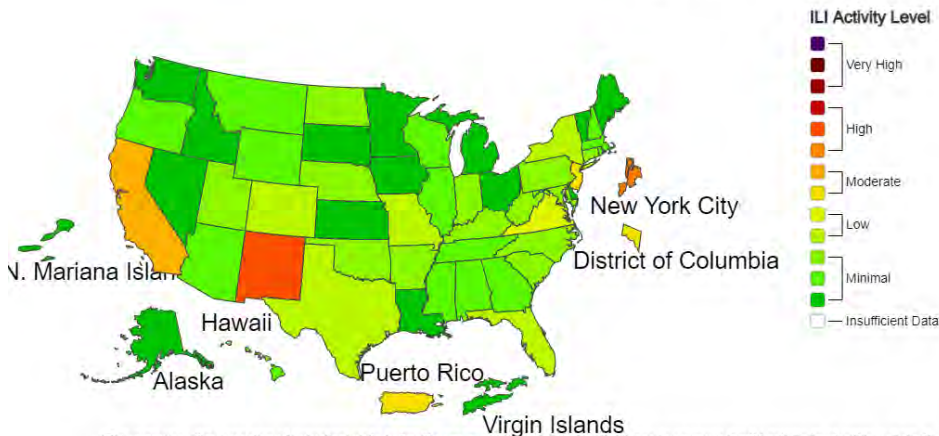 ILI Activity Level
Very High
High
Moderate
Low
Minimal
Insufficient Data
New York City
District of Columbia
N. Mariana Islan
Hawaii
Alaska
Puerto Rico
Virgin Islands